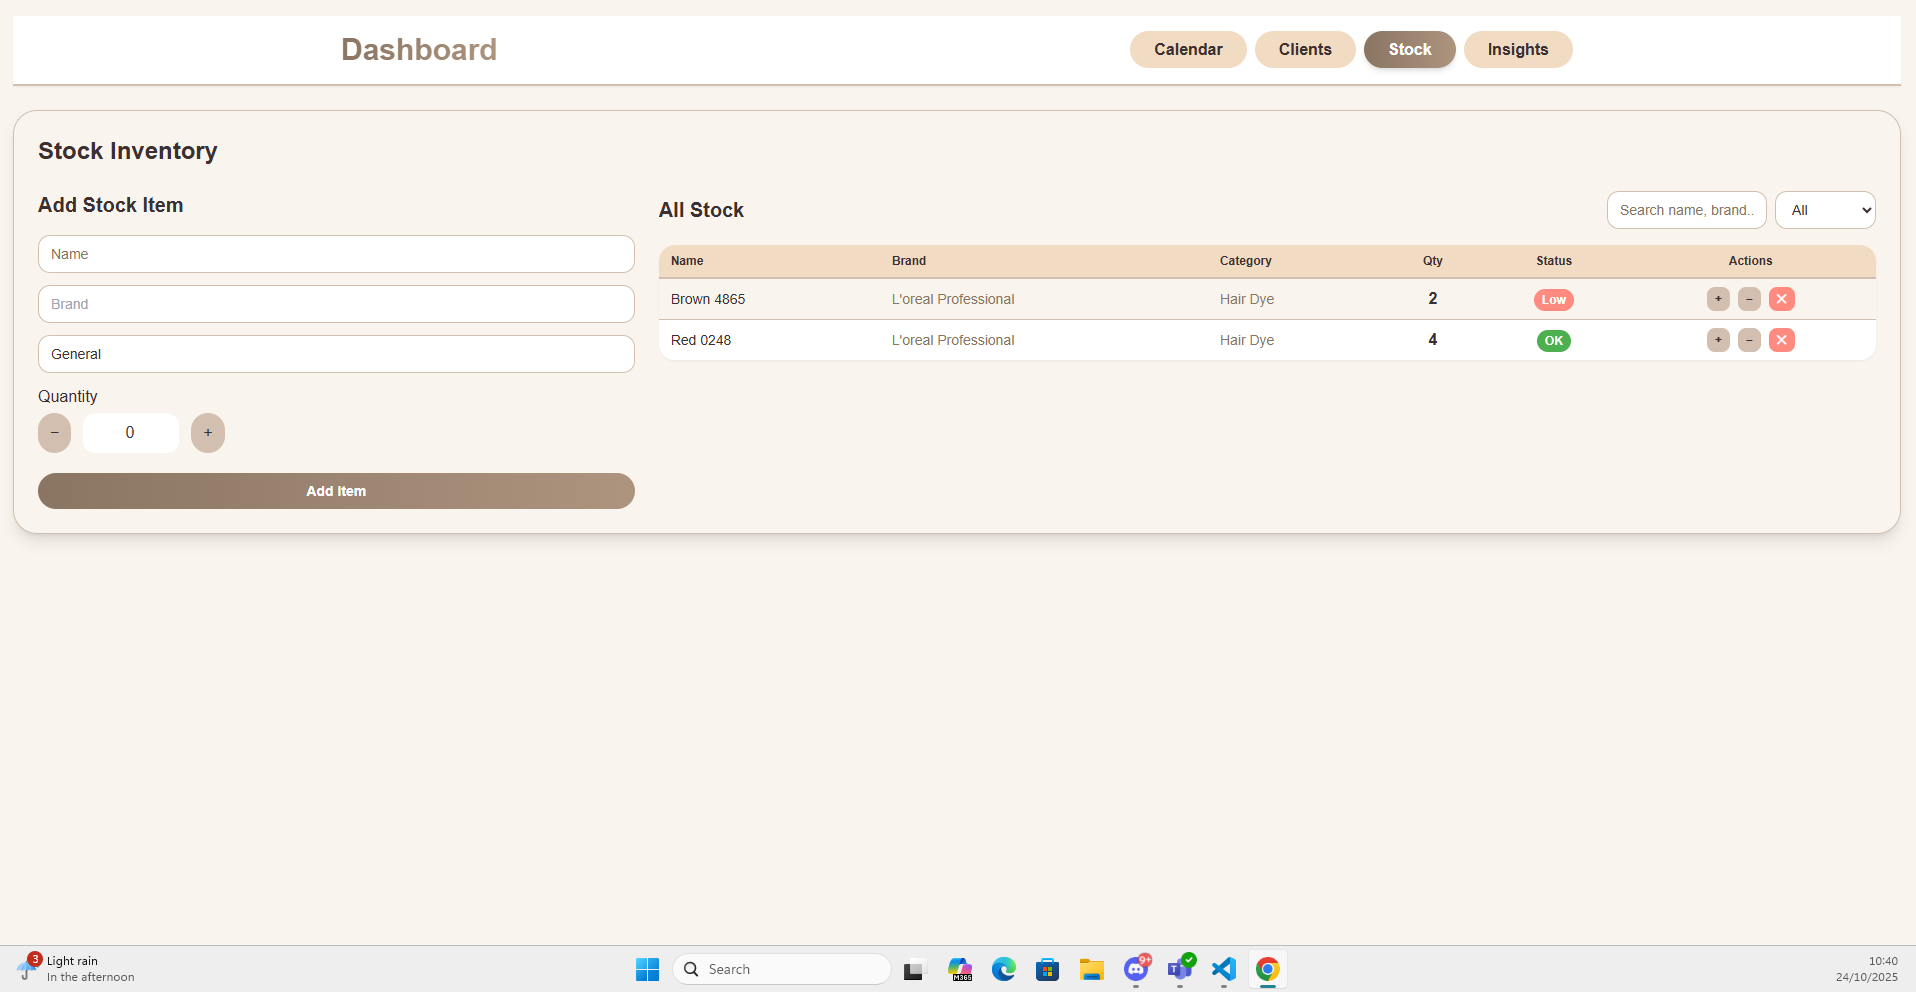 Dashboard
Calendar Clients Stock Insights
Stock Inventory
Add Stock Item
Name
Brand
General
Quantity
− 0 +
Add Item
All Stock
Search name, brand..
All
Name Brand Category Qty Status Actions
Brown 4865 L'oreal Professional Hair Dye 2 Low + − ✕
Red 0248 L'oreal Professional Hair Dye 4 OK + − ✕
3
Light rain
In the afternoon
Search
M365
9+
T
10:40
24/10/2025